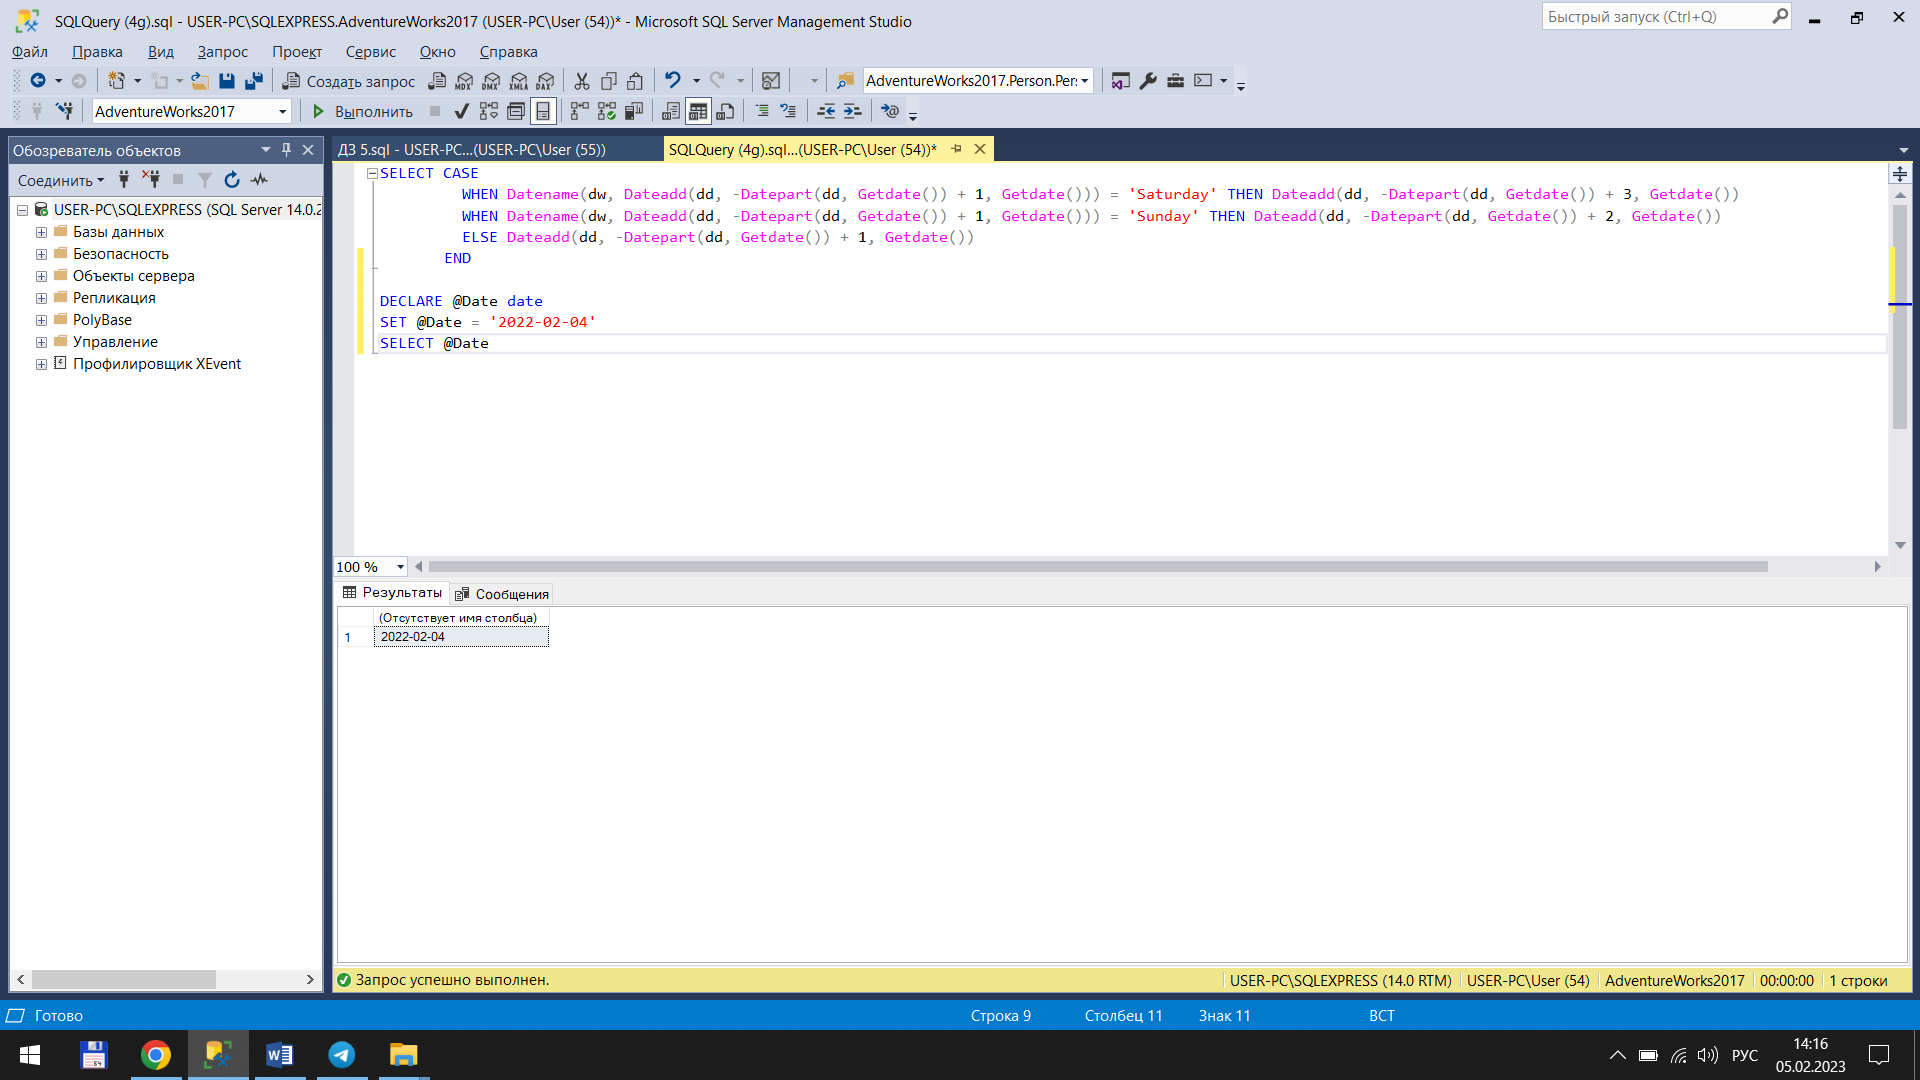 SQLQuery (4g).sql - USER-PC\SQLEXPRESS.AdventureWorks2017 (USER-PC\User (54))* - Microsoft SQL Server Management Studio
Быстрый запуск (Ctrl+Q)
Файл Правка Вид Запрос Проект Сервис Окно Справка
Создать запрос MDX DMX XMLA DAX AdventureWorks2017.Person.Per
AdventureWorks2017 Выполнить
Обозреватель объектов
ДЗ 5.sql - USER-PC...(USER-PC\User (55))
SQLQuery (4g).sql...(USER-PC\User (54))*
Соединить
USER-PC\SQLEXPRESS (SQL Server 14.0.2
Базы данных
Безопасность
Объекты сервера
Репликация
PolyBase
Управление
Профилировщик XEvent
SELECT CASE
WHEN Datename(dw, Dateadd(dd, -Datepart(dd, Getdate()) + 1, Getdate())) = 'Saturday' THEN Dateadd(dd, -Datepart(dd, Getdate()) + 3, Getdate())
WHEN Datename(dw, Dateadd(dd, -Datepart(dd, Getdate()) + 1, Getdate())) = 'Sunday' THEN Dateadd(dd, -Datepart(dd, Getdate()) + 2, Getdate())
ELSE Dateadd(dd, -Datepart(dd, Getdate()) + 1, Getdate())
END
DECLARE @Date date
SET @Date = '2022-02-04'
SELECT @Date
100 %
Результаты Сообщения
(Отсутствует имя столбца)
1 2022-02-04
Запрос успешно выполнен.
USER-PC\SQLEXPRESS (14.0 RTM) USER-PC\User (54) AdventureWorks2017 00:00:00 1 строки
Готово Строка 9 Столбец 11 Знак 11 ВСТ
РУС
14:16
05.02.2023